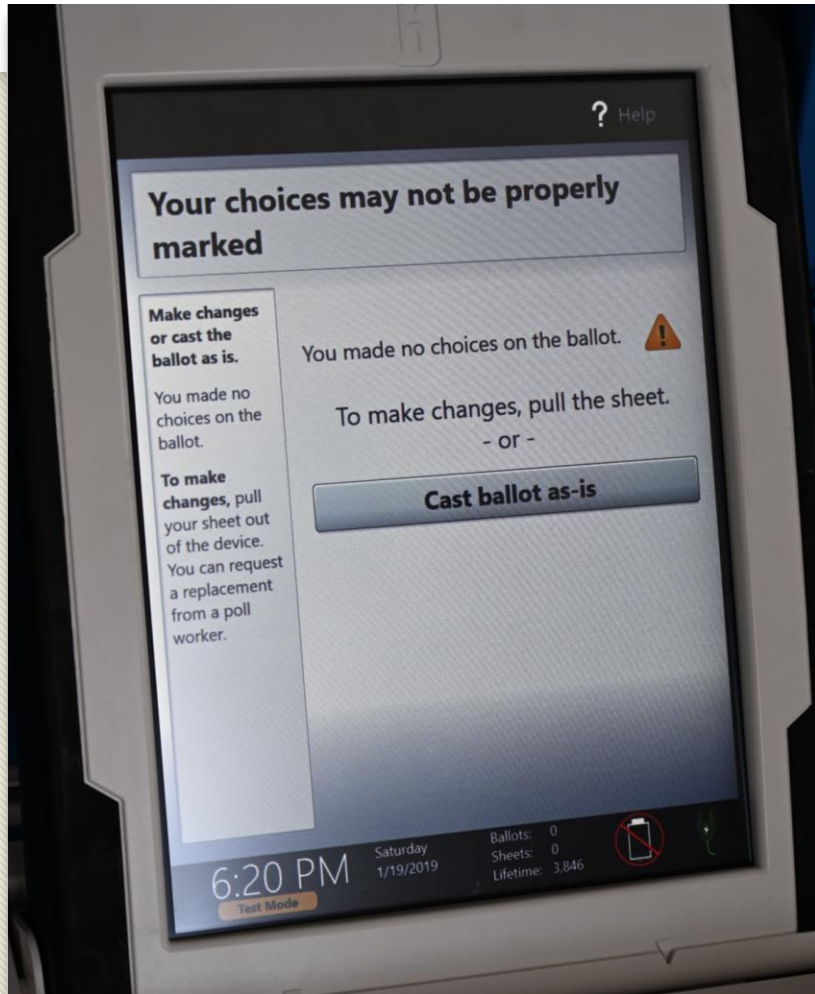 ? Help
Your choices may not be properly
marked
Make changes
or cast the
ballot as is.
You made no
choices on the
ballot.
To make
changes, pull
your sheet out
of the device.
You can request
a replacement
from a poll
worker.
You made no choices on the ballot.
To make changes, pull the sheet.
- or -
Cast ballot as-is
6:20 PM
Test Mode
Saturday
1/19/2019
Ballots: 0
Sheets: 0
Lifetime: 3,846